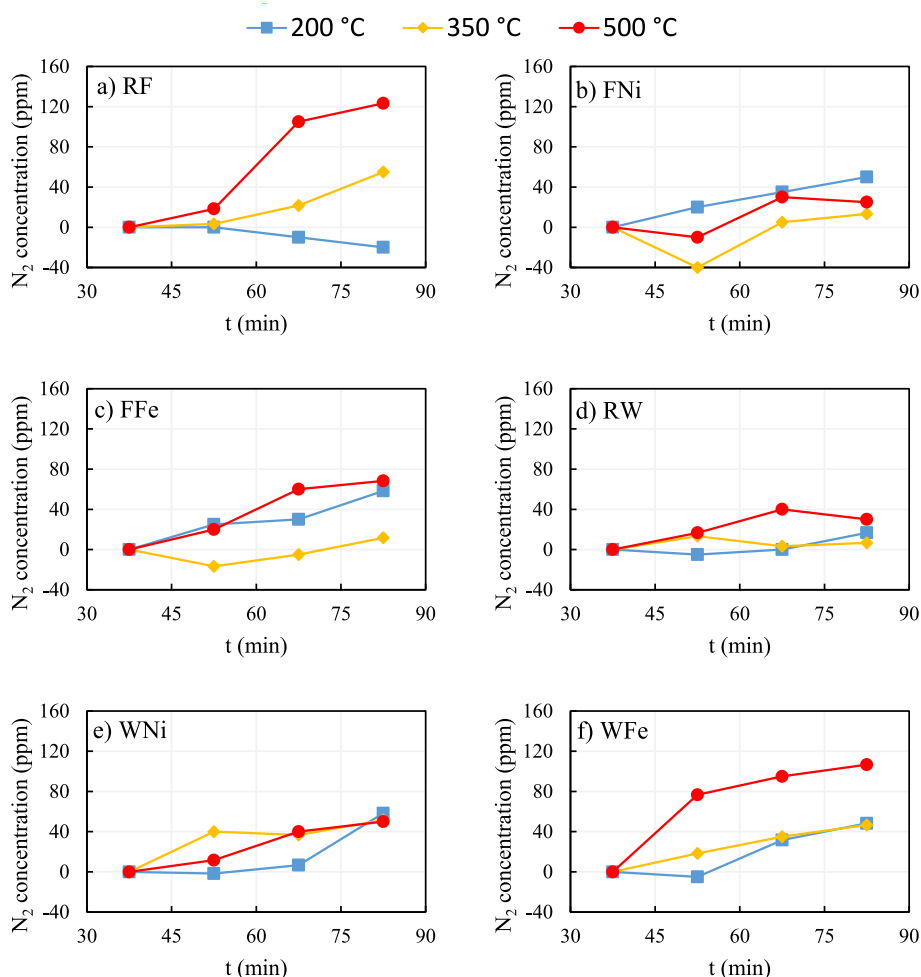 200 °C 350 °C 500 °C
a) RF
N₂ concentration (ppm)
160
120
80
40
0
-40
30 45 60 75 90
t (min)
b) FNi
N₂ concentration (ppm)
160
120
80
40
0
-40
30 45 60 75 90
t (min)
c) FFe
N₂ concentration (ppm)
160
120
80
40
0
-40
30 45 60 75 90
t (min)
d) RW
N₂ concentration (ppm)
160
120
80
40
0
-40
30 45 60 75 90
t (min)
e) WNi
N₂ concentration (ppm)
160
120
80
40
0
-40
30 45 60 75 90
t (min)
f) WFe
N₂ concentration (ppm)
160
120
80
40
0
-40
30 45 60 75 90
t (min)